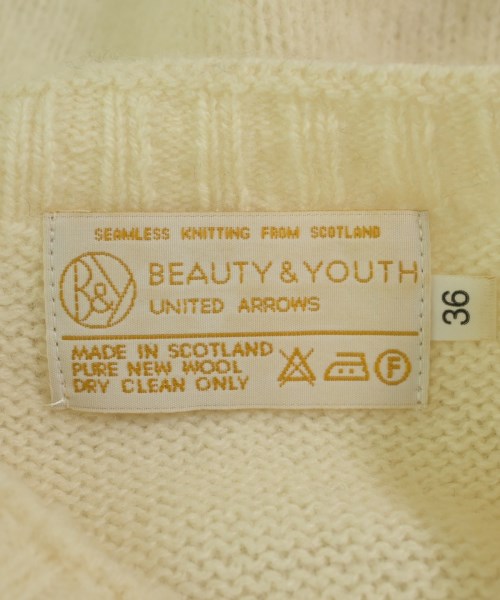 SEAMLESS KNITTING FROM SCOTLAND
B&Y
BEAUTY & YOUTH
UNITED ARROWS
MADE IN SCOTLAND
PURE NEW WOOL
DRY CLEAN ONLY
F
36